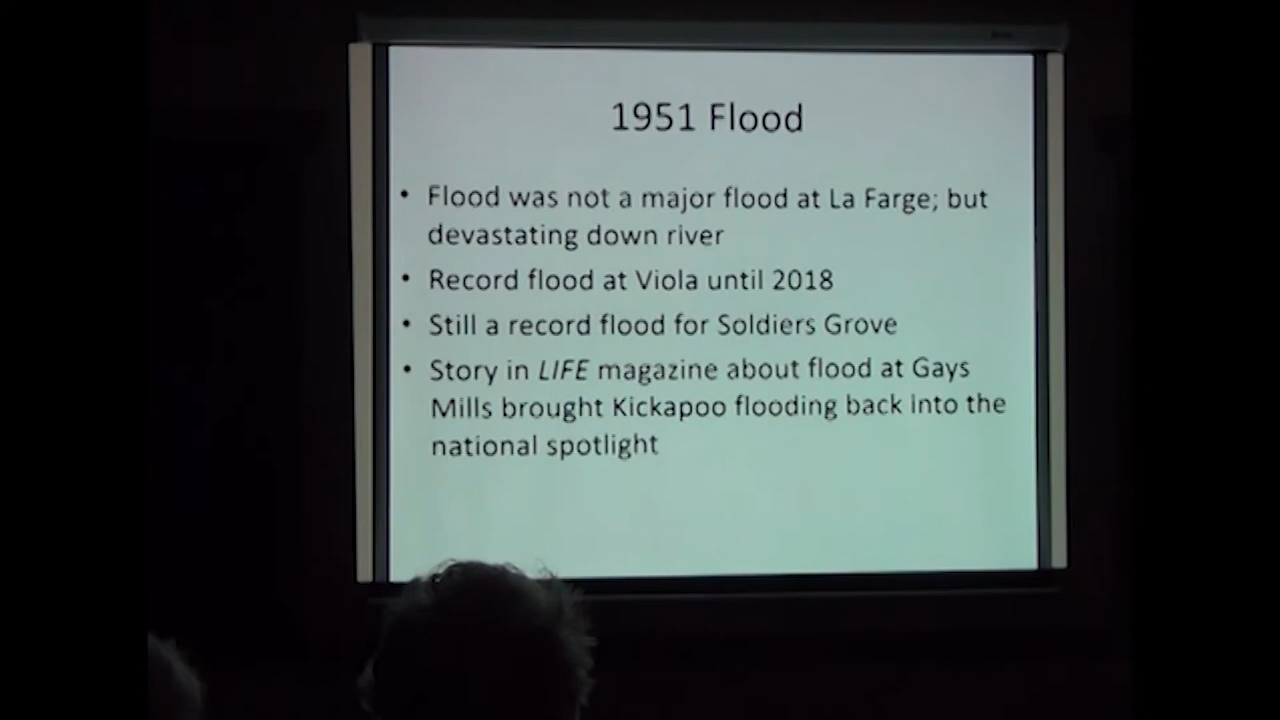 1951 Flood
• Flood was not a major flood at La Farge; but
devastating down river
• Record flood at Viola until 2018
• Still a record flood for Soldiers Grove
• Story in LIFE magazine about flood at Gays
Mills brought Kickapoo flooding back into the
national spotlight